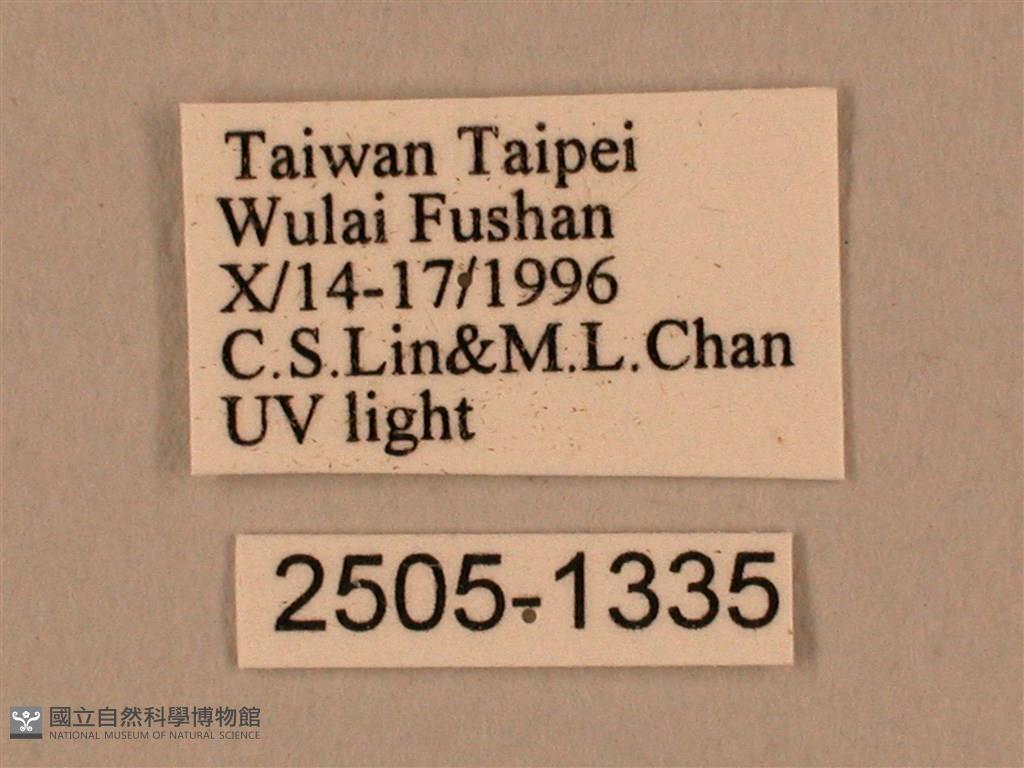 Taiwan Taipei
Wulai Fushan
X/14-17/1996
C.S.Lin&M.L.Chan
UV light
2505-1335
國立自然科學博物館
NATIONAL MUSEUM OF NATURAL SCIENCE